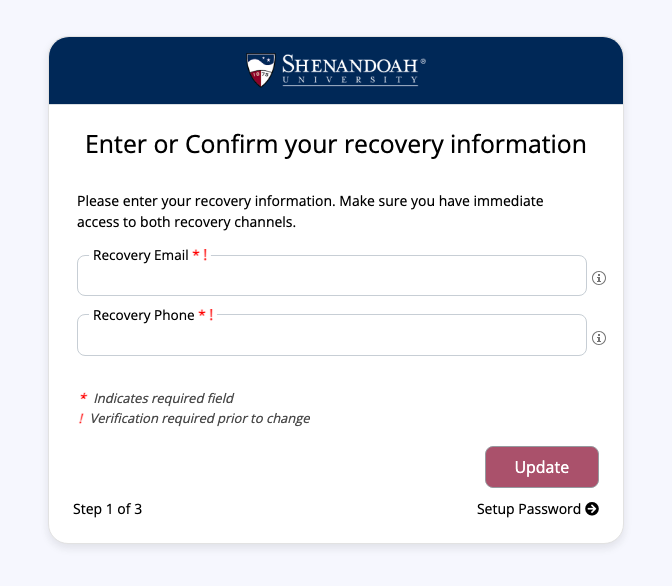 SHENANDOAH®
UNIVERSITY
1875
Enter or Confirm your recovery information
Please enter your recovery information. Make sure you have immediate
access to both recovery channels.
Recovery Email * !
Recovery Phone * !
* Indicates required field
! Verification required prior to change
Update
Step 1 of 3
Setup Password